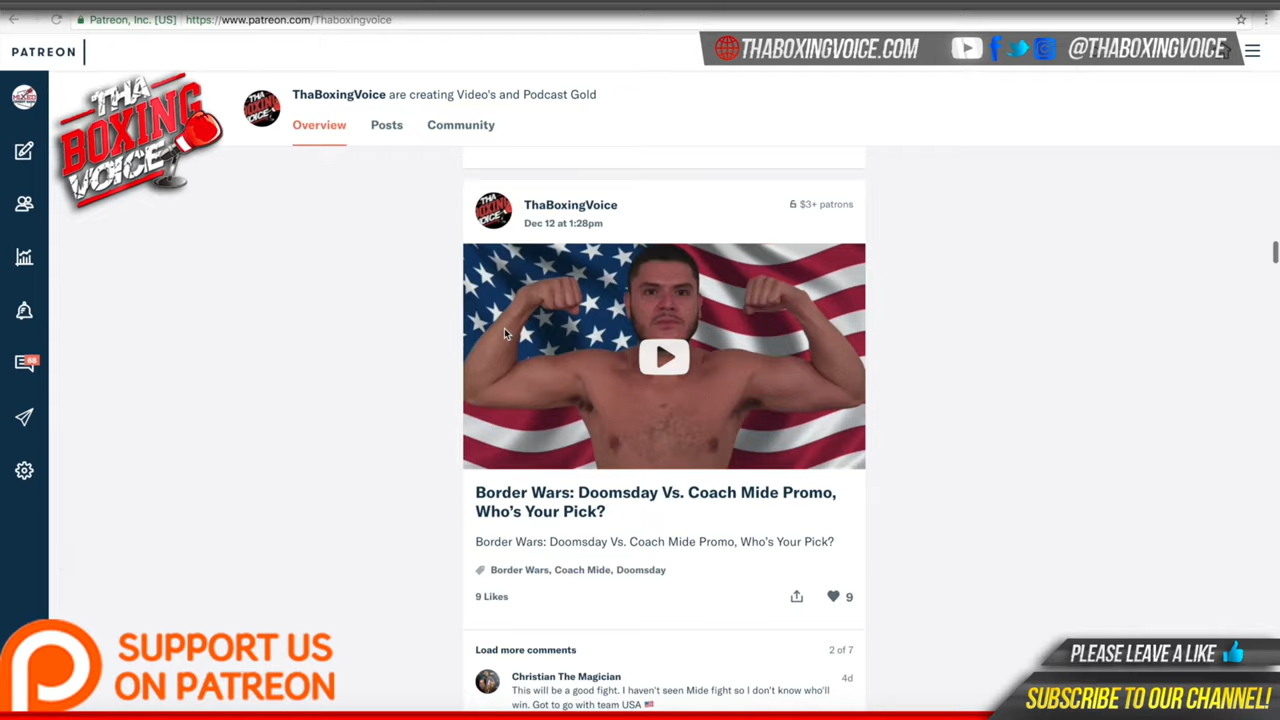 Patreon, Inc. [US] https://www.patreon.com/Thaboxingvoice
PATREON
THABOXINGVOICE.COM @THABOXINGVOICE
THA BOXING VOICE
ThaBoxingVoice are creating Video's and Podcast Gold
Overview Posts Community
ThaBoxingVoice
$3+ patrons
Dec 12 at 1:28pm
Border Wars: Doomsday Vs. Coach Mide Promo,
Who's Your Pick?
Border Wars: Doomsday Vs. Coach Mide Promo, Who's Your Pick?
Border Wars, Coach Mide, Doomsday
9 Likes
9
Load more comments
2 of 7
Christian The Magician
4d
This will be a good fight. I haven't seen Mide fight so I don't know who'll
win. Got to go with team USA
68
SUPPORT US
ON PATREON
PLEASE LEAVE A LIKE
SUBSCRIBE TO OUR CHANNEL!